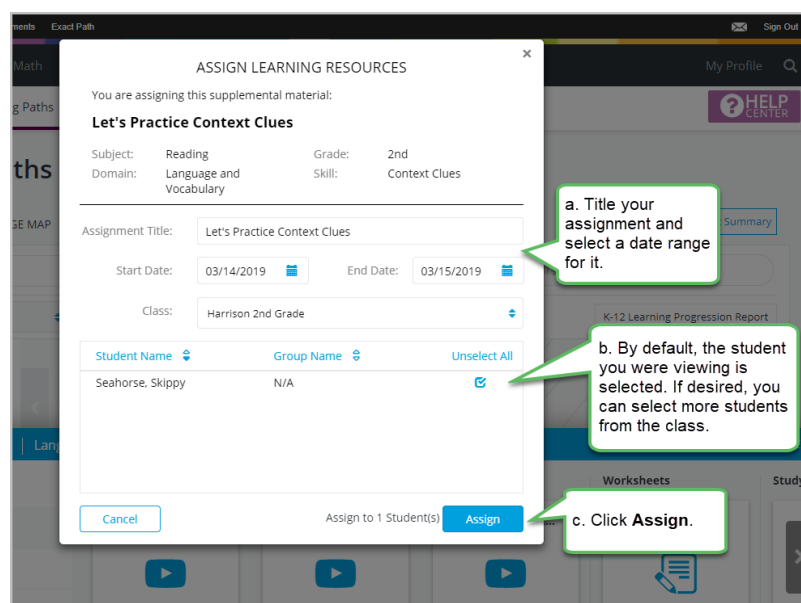 ments Exact Path Sign Out
Math My Profile
g Paths HELP CENTER
ths
GE MAP Summary
K-12 Learning Progression Report
Lang
Worksheets Study
...
×
ASSIGN LEARNING RESOURCES
You are assigning this supplemental material:
Let's Practice Context Clues
Subject: Reading Grade: 2nd
Domain: Language and Vocabulary Skill: Context Clues
Assignment Title: Let's Practice Context Clues
Start Date: 03/14/2019 End Date: 03/15/2019
Class: Harrison 2nd Grade
Student Name Group Name Unselect All
Seahorse, Skippy N/A
Cancel Assign to 1 Student(s) Assign
a. Title your
assignment and
select a date range
for it.
b. By default, the student
you were viewing is
selected. If desired, you
can select more students
from the class.
c. Click Assign.